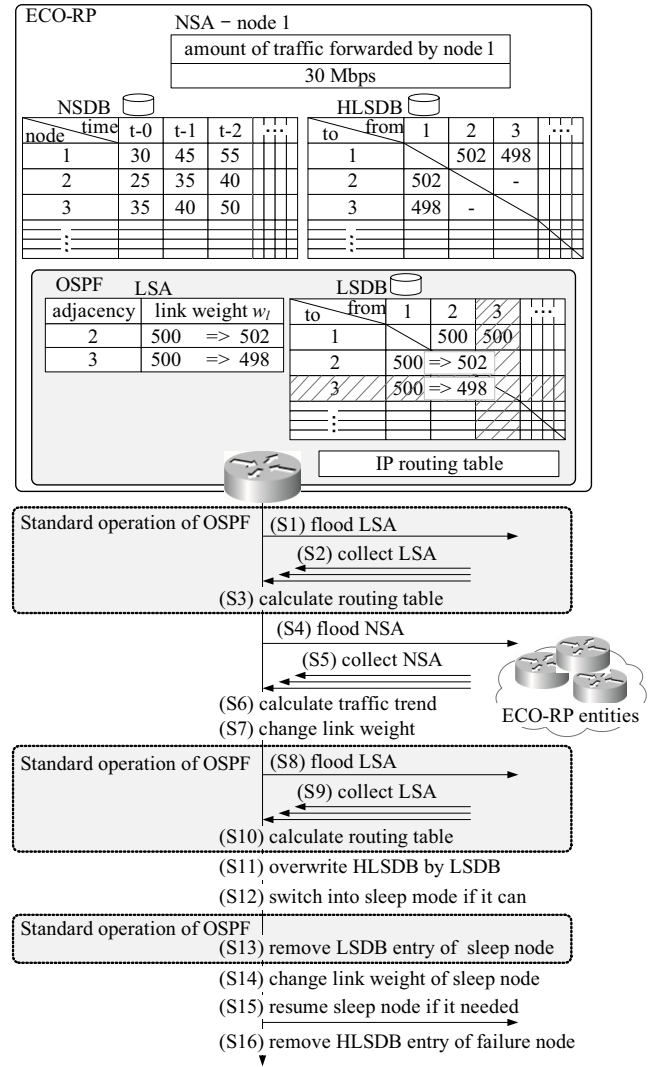 ECO-RP
NSA – node 1
amount of traffic forwarded by node 1
30 Mbps
NSDB
node time t-0 t-1 t-2 ...
1 30 45 55
2 25 35 40
3 35 40 50
⋮
HLSDB
to from 1 2 3 ...
1 502 498
2 502 -
3 498 -
⋮
OSPF LSA
adjacency link weight wl
2 500 => 502
3 500 => 498
LSDB
to from 1 2 3 ...
1 500 500
2 500 => 502
3 500 => 498
⋮
IP routing table
Standard operation of OSPF
(S1) flood LSA
(S2) collect LSA
(S3) calculate routing table
(S4) flood NSA
(S5) collect NSA
(S6) calculate traffic trend
(S7) change link weight
ECO-RP entities
Standard operation of OSPF
(S8) flood LSA
(S9) collect LSA
(S10) calculate routing table
(S11) overwrite HLSDB by LSDB
(S12) switch into sleep mode if it can
Standard operation of OSPF
(S13) remove LSDB entry of sleep node
(S14) change link weight of sleep node
(S15) resume sleep node if it needed
(S16) remove HLSDB entry of failure node